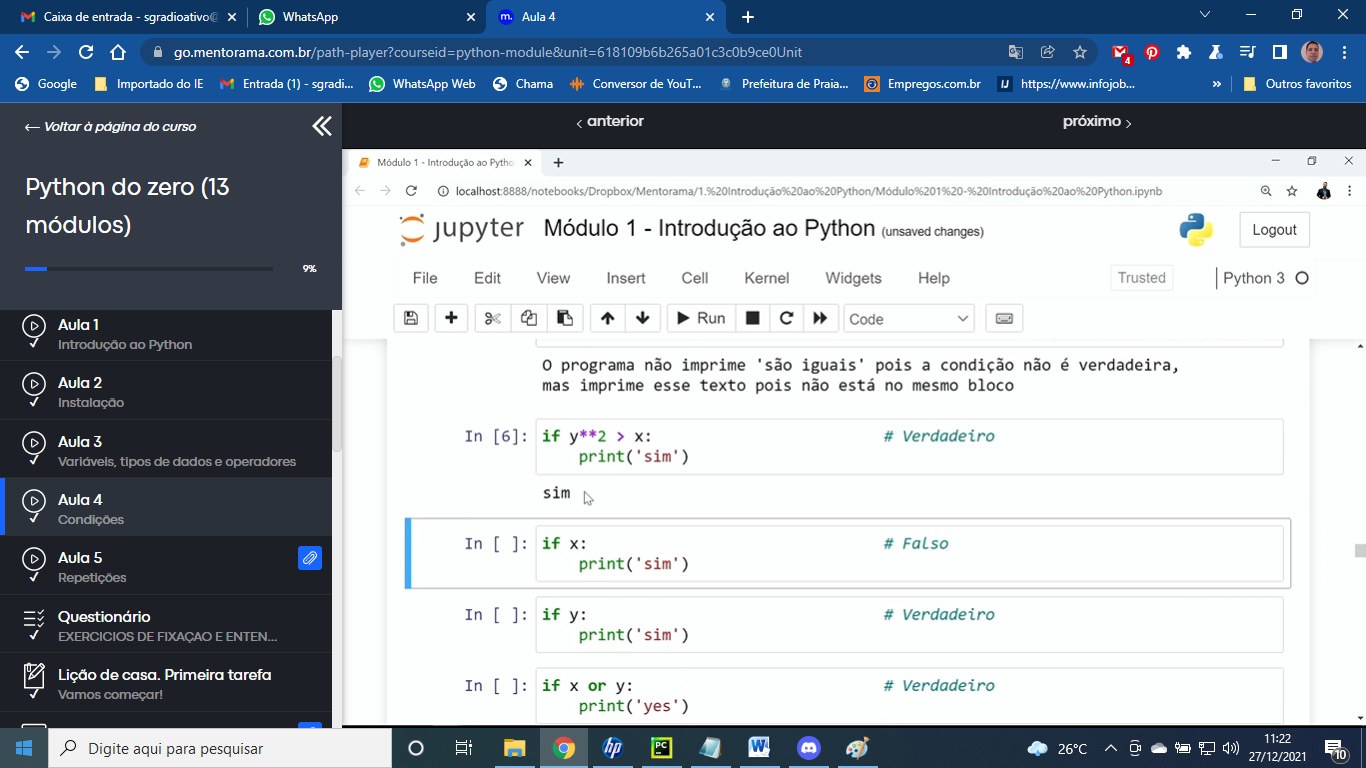 Caixa de entrada - sgradioativo@
WhatsApp
Aula 4
go.mentorama.com.br/path-player?courseid=python-module&unit=618109b6b265a01c3c0b9ce0Unit
4
Google
Importado do IE
Entrada (1) - sgradi...
WhatsApp Web
Chama
Conversor de YouT...
Prefeitura de Praia...
Empregos.com.br
https://www.infojob...
»
Outros favoritos
← Voltar à página do curso
Python do zero (13
módulos)
9%
Aula 1
Introdução ao Python
Aula 2
Instalação
Aula 3
Variáveis, tipos de dados e operadores
Aula 4
Condições
Aula 5
Repetições
Questionário
EXERCICIOS DE FIXAÇAO E ENTEN...
Lição de casa. Primeira tarefa
Vamos começar!
‹ anterior
próximo ›
Módulo 1 - Introdução ao Pytho
localhost:8888/notebooks/Dropbox/Mentorama/1.%20Introdução%20ao%20Python/Módulo%201%20-%20Introdução%20ao%20Python.ipynb
jupyter Módulo 1 - Introdução ao Python (unsaved changes)
Logout
File Edit View Insert Cell Kernel Widgets Help
Trusted
Python 3
Run
Code
O programa não imprime 'são iguais' pois a condição não é verdadeira,
mas imprime esse texto pois não está no mesmo bloco
In [6]: if y**2 > x: # Verdadeiro
print('sim')
sim
In [ ]: if x: # Falso
print('sim')
In [ ]: if y: # Verdadeiro
print('sim')
In [ ]: if x or y: # Verdadeiro
print('yes')
Digite aqui para pesquisar
26°C
11:22
27/12/2021
10